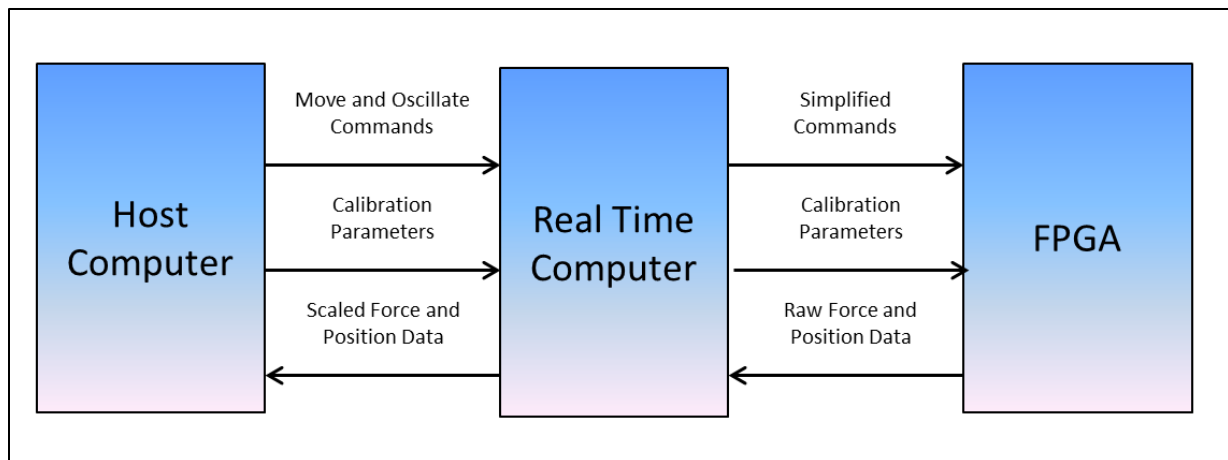 Host
Computer
Move and Oscillate
Commands
Calibration
Parameters
Scaled Force and
Position Data
Real Time
Computer
Simplified
Commands
Calibration
Parameters
Raw Force and
Position Data
FPGA